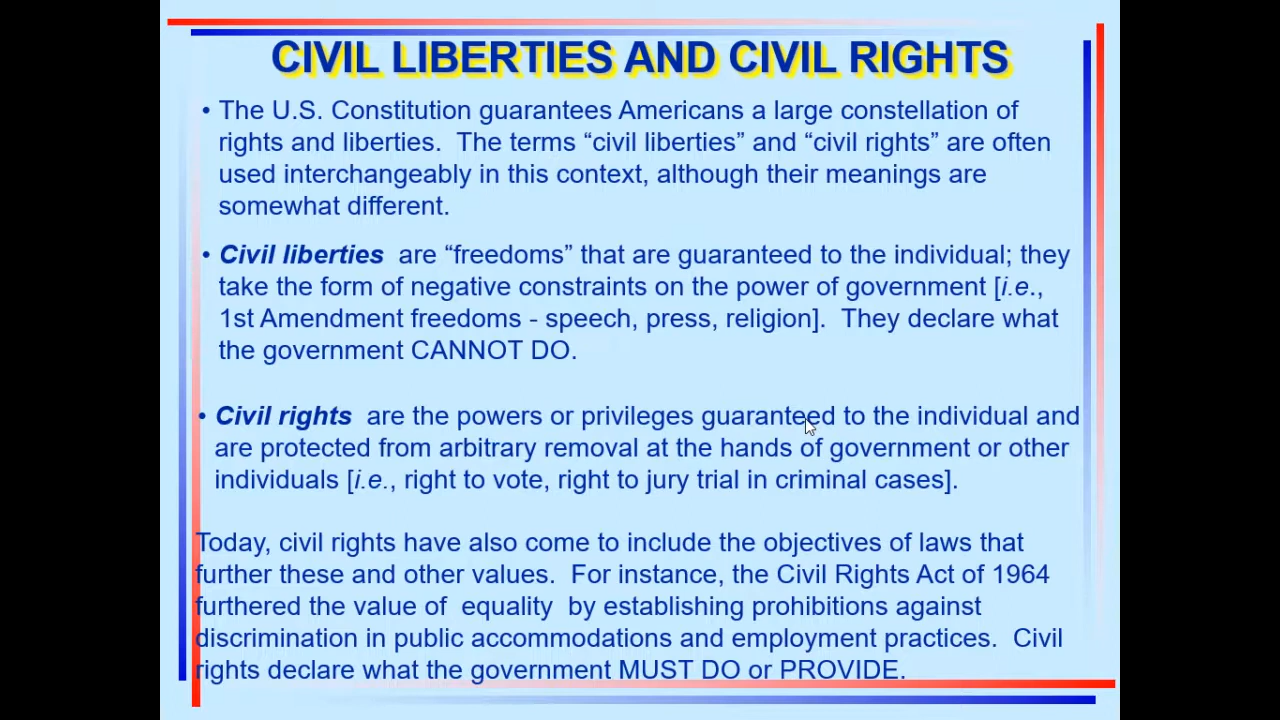 CIVIL LIBERTIES AND CIVIL RIGHTS
• The U.S. Constitution guarantees Americans a large constellation of
rights and liberties.  The terms “civil liberties” and “civil rights” are often
used interchangeably in this context, although their meanings are
somewhat different.
• Civil liberties  are “freedoms” that are guaranteed to the individual; they
take the form of negative constraints on the power of government [i.e.,
1st Amendment freedoms - speech, press, religion].  They declare what
the government CANNOT DO.
• Civil rights  are the powers or privileges guaranteed to the individual and
are protected from arbitrary removal at the hands of government or other
individuals [i.e., right to vote, right to jury trial in criminal cases].
Today, civil rights have also come to include the objectives of laws that
further these and other values.  For instance, the Civil Rights Act of 1964
furthered the value of  equality  by establishing prohibitions against
discrimination in public accommodations and employment practices.  Civil
rights declare what the government MUST DO or PROVIDE.